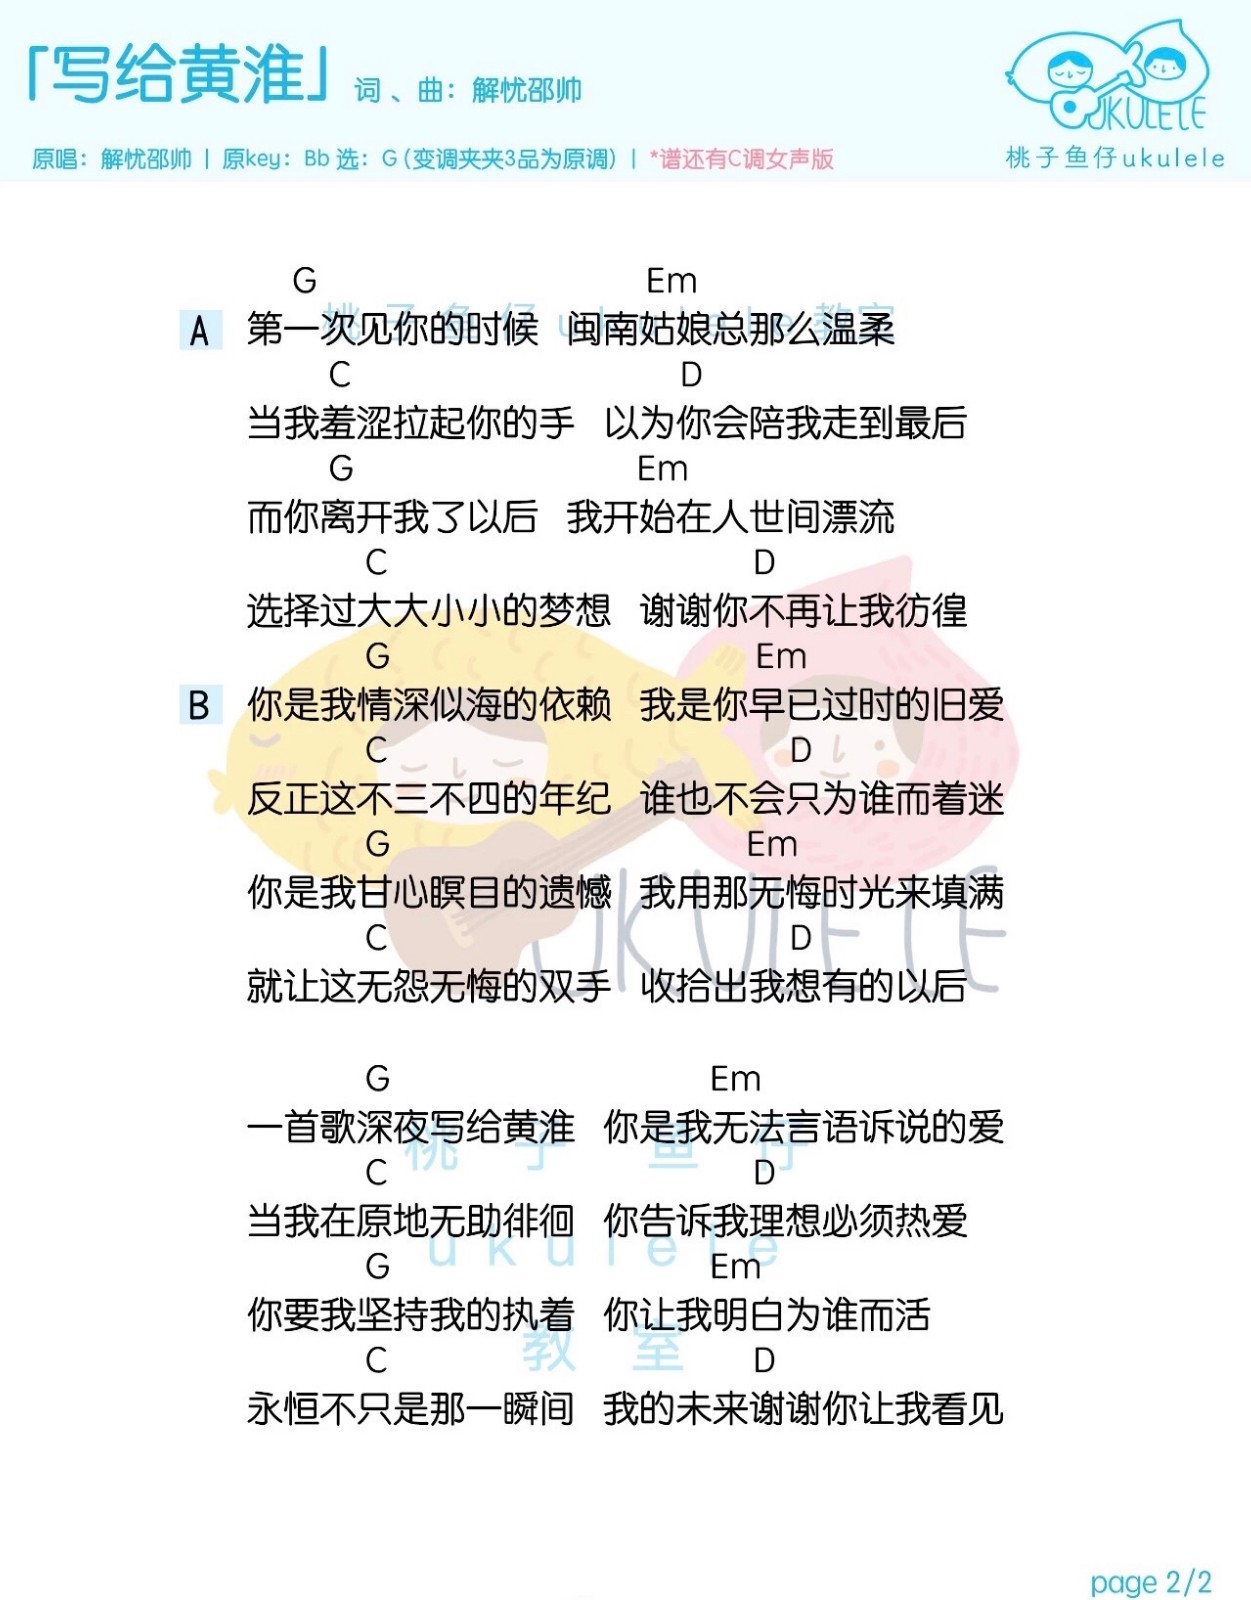 「写给黄淮」 词、曲：解忧邵帅
原唱：解忧邵帅 | 原key：Bb 选：G（变调夹夹3品为原调） | *谱还有C调女声版
UKULELE
桃子鱼仔ukulele
G Em
A 第一次见你的时候 闽南姑娘总那么温柔
桃子鱼仔ukulele教室
C D
当我羞涩拉起你的手 以为你会陪我走到最后
G Em
而你离开我了以后 我开始在人世间漂流
C D
选择过大大小小的梦想 谢谢你不再让我彷徨
G Em
B 你是我情深似海的依赖 我是你早已过时的旧爱
C D
反正这不三不四的年纪 谁也不会只为谁而着迷
G Em
你是我甘心瞑目的遗憾 我用那无悔时光来填满
UKULELE
C D
就让这无怨无悔的双手 收拾出我想有的以后
G Em
一首歌深夜写给黄淮 你是我无法言语诉说的爱
桃子鱼仔
C D
当我在原地无助徘徊 你告诉我理想必须热爱
ukulele
G Em
你要我坚持我的执着 你让我明白为谁而活
教室
C D
永恒不只是那一瞬间 我的未来谢谢你让我看见
page 2/2